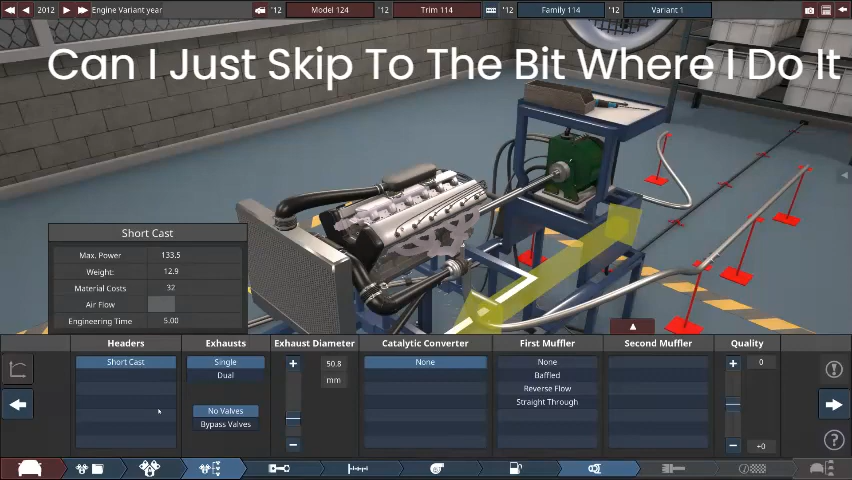 2012 Engine Variant year '12 Model 124 '12 Trim 114 '12 Family 114 '12 Variant 1
Can I Just Skip To The Bit Where I Do It
Short Cast
Max. Power 133.5
Weight: 12.9
Material Costs 32
Air Flow
Engineering Time 5.00
Headers Exhausts Exhaust Diameter Catalytic Converter First Muffler Second Muffler Quality
Short Cast Single + 50.8 None None + 0
Dual mm Baffled
Reverse Flow
Straight Through
No Valves
Bypass Valves
- - +0